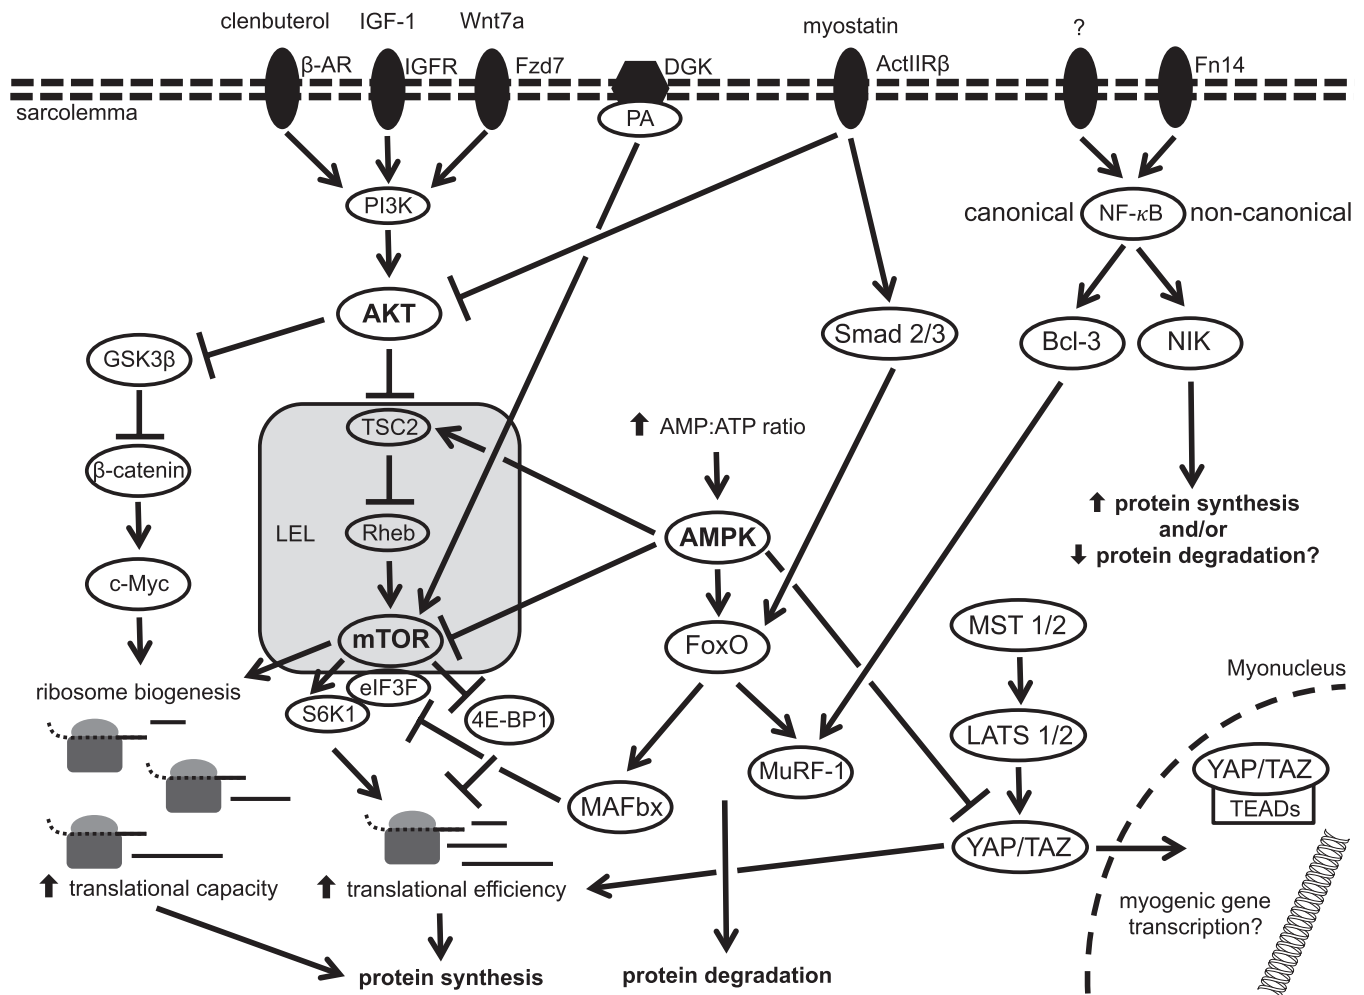 clenbuterol
IGF-1
Wnt7a
myostatin
?
β-AR
IGFR
Fzd7
DGK
ActIIRβ
Fn14
sarcolemma
PA
PI3K
canonical
NF-κB
non-canonical
AKT
Smad 2/3
Bcl-3
NIK
GSK3β
TSC2
AMP:ATP ratio
β-catenin
protein synthesis
and/or
protein degradation?
LEL
Rheb
AMPK
c-Myc
mTOR
FoxO
MST 1/2
Myonucleus
ribosome biogenesis
eIF3F
S6K1
4E-BP1
LATS 1/2
MuRF-1
YAP/TAZ
TEADs
MAFbx
YAP/TAZ
translational capacity
translational efficiency
myogenic gene
transcription?
protein synthesis
protein degradation